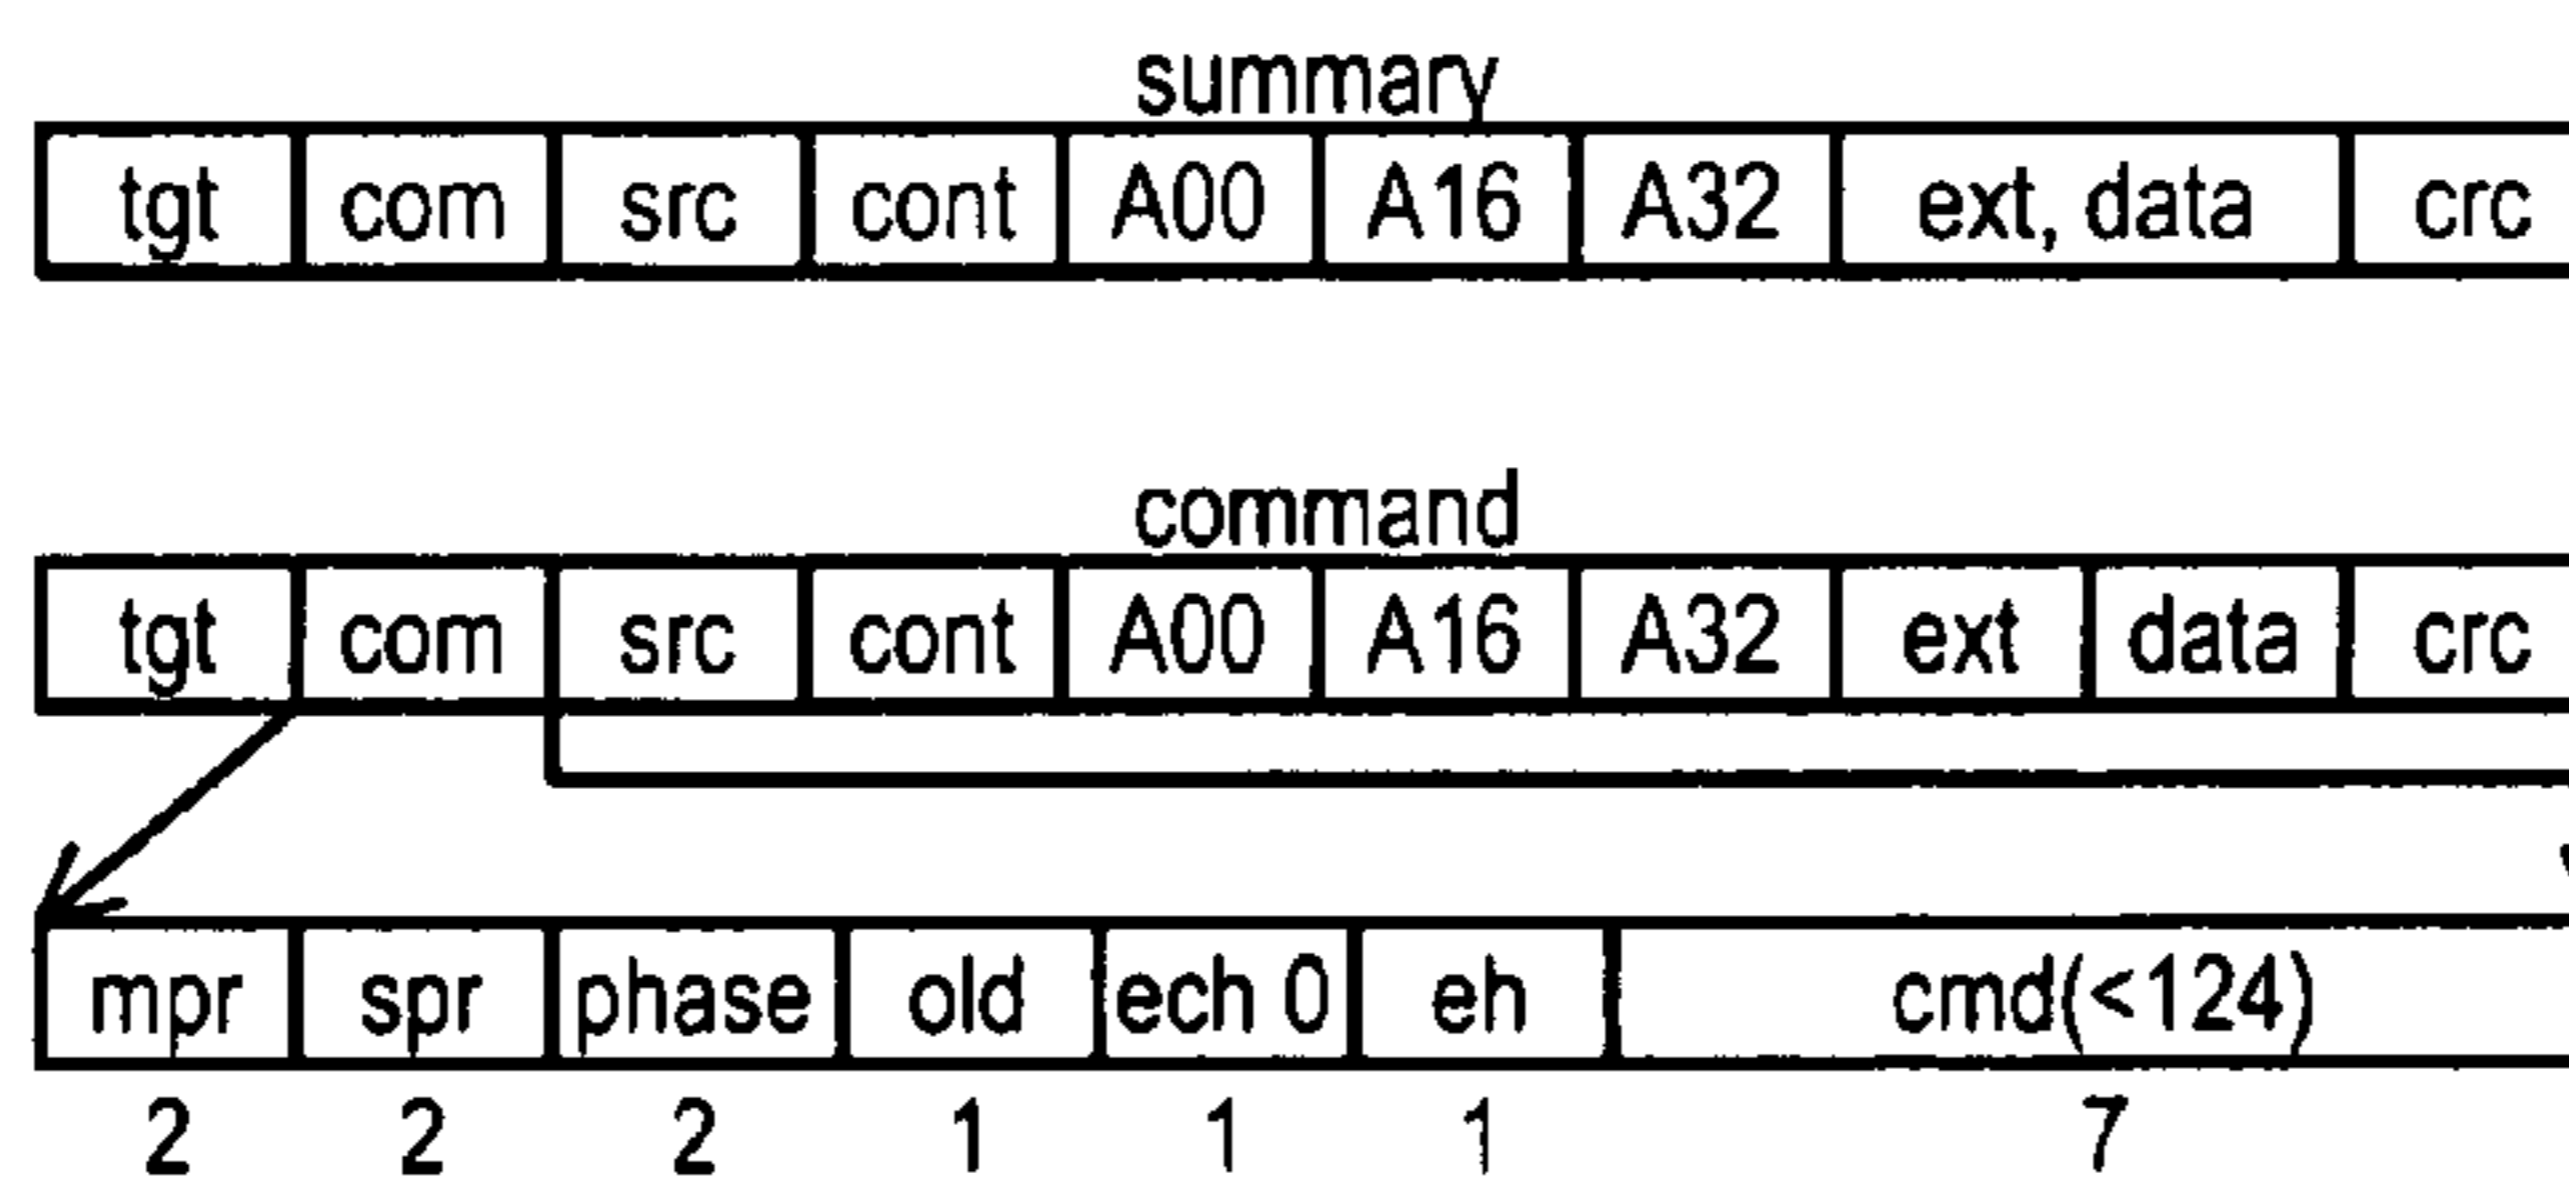 summary
tgt com src cont A00 A16 A32 ext, data crc
command
tgt com src cont A00 A16 A32 ext data crc
mpr spr phase old ech 0 eh cmd(<124)
2 2 2 1 1 1 7